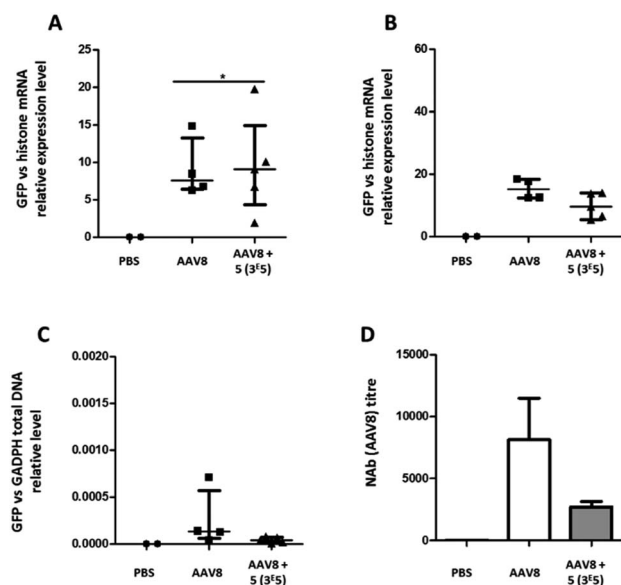 A
GFP vs histone mRNA
relative expression level
25
20
15
10
5
0
*
PBS
AAV8
AAV8 +
5 (3ᴱ5)
B
GFP vs histone mRNA
relative expression level
60
40
20
0
PBS
AAV8
AAV8 +
5 (3ᴱ5)
C
GFP vs GADPH total DNA
relative level
0.0020
0.0015
0.0010
0.0005
0.0000
PBS
AAV8
AAV8 +
5 (3ᴱ5)
D
NAb (AAV8) titre
15000
10000
5000
0
PBS
AAV8
AAV8 +
5 (3ᴱ5)